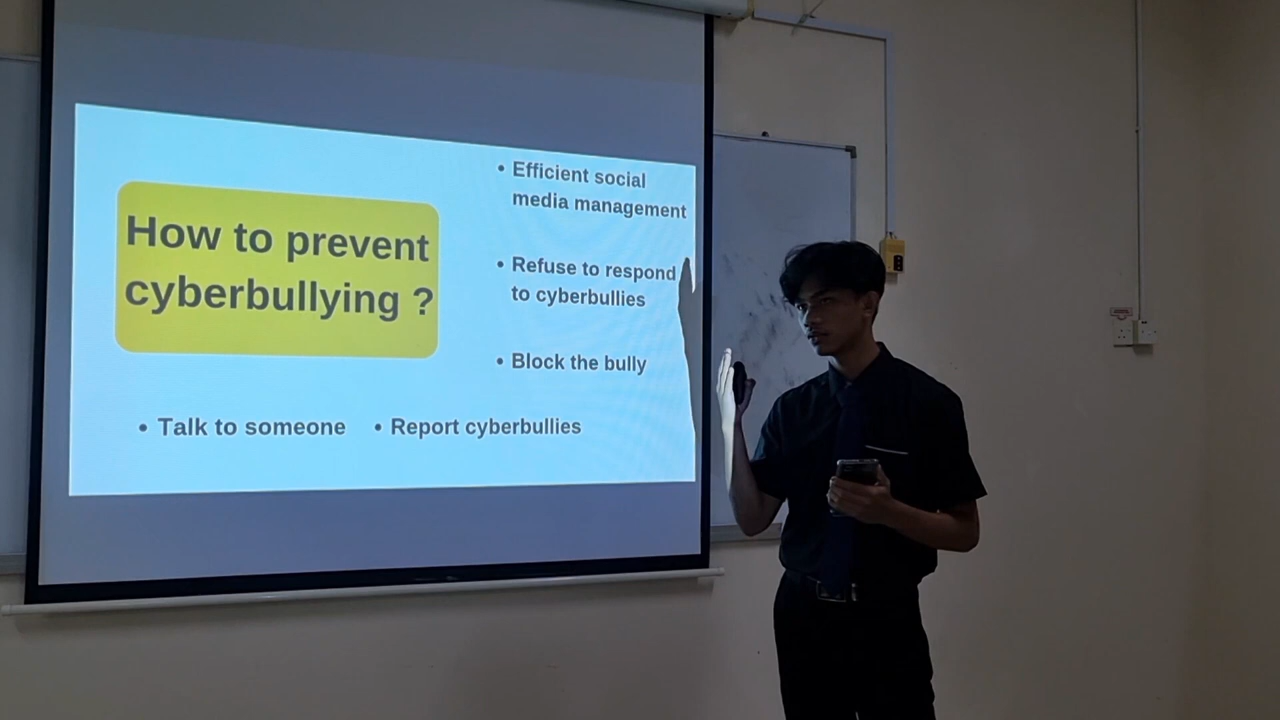 How to prevent
cyberbullying ?
• Efficient social
media management
• Refuse to respond
to cyberbullies
• Block the bully
• Talk to someone
• Report cyberbullies